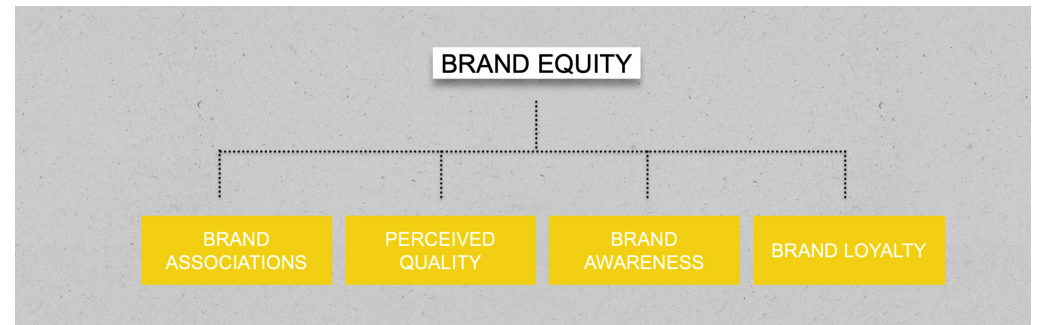 BRAND EQUITY
BRAND
ASSOCIATIONS
PERCEIVED
QUALITY
BRAND
AWARENESS
BRAND LOYALTY